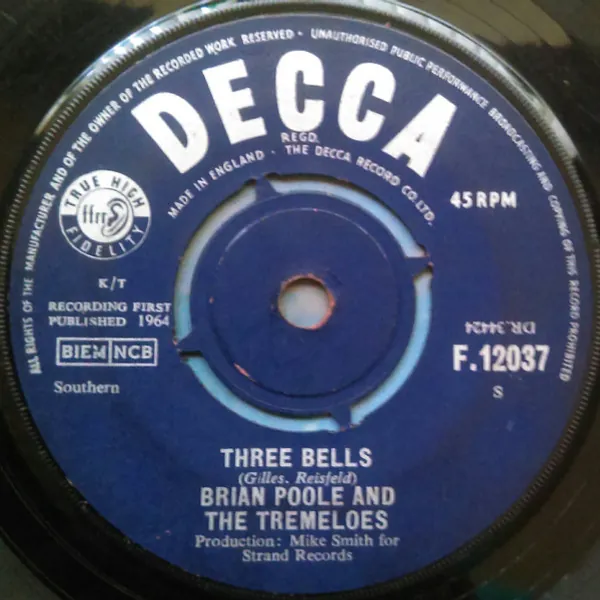 ALL RIGHTS OF THE MANUFACTURER AND OF THE OWNER OF THE RECORDED WORK RESERVED · UNAUTHORISED PUBLIC PERFORMANCE BROADCASTING AND COPYING OF THIS RECORD PROHIBITED
DECCA
REGD.
MADE IN ENGLAND · THE DECCA RECORD CO. LTD.
TRUE HIGH
ffrr
FIDELITY
45 RPM
K/T
RECORDING FIRST
PUBLISHED 1964
BIEM NCB
Southern
DR.34424
F.12037
S
THREE BELLS
(Gilles, Reisfeld)
BRIAN POOLE AND
THE TREMELOES
Production: Mike Smith for
Strand Records